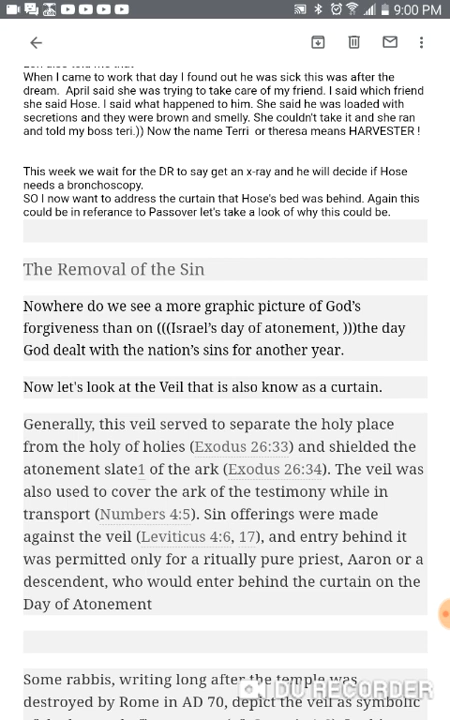 9:00 PM
When I came to work that day I found out he was sick this was after the
dream. April said she was trying to take care of my friend. I said which friend
she said Hose. I said what happened to him. She said he was loaded with
secretions and they were brown and smelly. She couldn't take it and she ran
and told my boss teri.)) Now the name Terri or theresa means HARVESTER !
This week we wait for the DR to say get an x-ray and he will decide if Hose
needs a bronchoscopy.
SO I now want to address the curtain that Hose's bed was behind. Again this
could be in referance to Passover let's take a look of why this could be.
The Removal of the Sin
Nowhere do we see a more graphic picture of God's
forgiveness than on (((Israel's day of atonement, )))the day
God dealt with the nation's sins for another year.
Now let's look at the Veil that is also know as a curtain.
Generally, this veil served to separate the holy place
from the holy of holies (Exodus 26:33) and shielded the
atonement slate1 of the ark (Exodus 26:34). The veil was
also used to cover the ark of the testimony while in
transport (Numbers 4:5). Sin offerings were made
against the veil (Leviticus 4:6, 17), and entry behind it
was permitted only for a ritually pure priest, Aaron or a
descendent, who would enter behind the curtain on the
Day of Atonement
Some rabbis, writing long after the temple was
DU RECORDER
destroyed by Rome in AD 70, depict the veil as symbolic